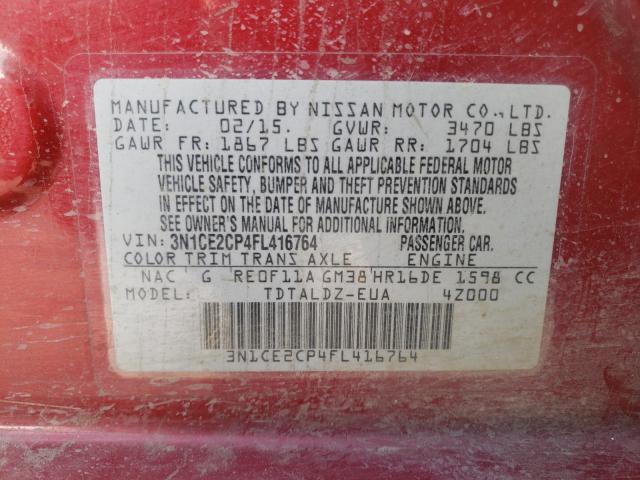 MANUFACTURED BY NISSAN MOTOR CO., LTD.
DATE: 02/15. GVWR: 3470 LBS
GAWR FR: 1867 LBS GAWR RR: 1704 LBS
THIS VEHICLE CONFORMS TO ALL APPLICABLE FEDERAL MOTOR
VEHICLE SAFETY, BUMPER AND THEFT PREVENTION STANDARDS
IN EFFECT ON THE DATE OF MANUFACTURE SHOWN ABOVE.
SEE OWNER'S MANUAL FOR ADDITIONAL INFORMATION.
VIN: 3N1CE2CP4FL416764 PASSENGER CAR.
COLOR TRIM TRANS AXLE ENGINE
NAC G RE0F11A GM38 HR16DE 1598 CC
MODEL: TDTALDZ-EUA 4Z000
3N1CE2CP4FL416764